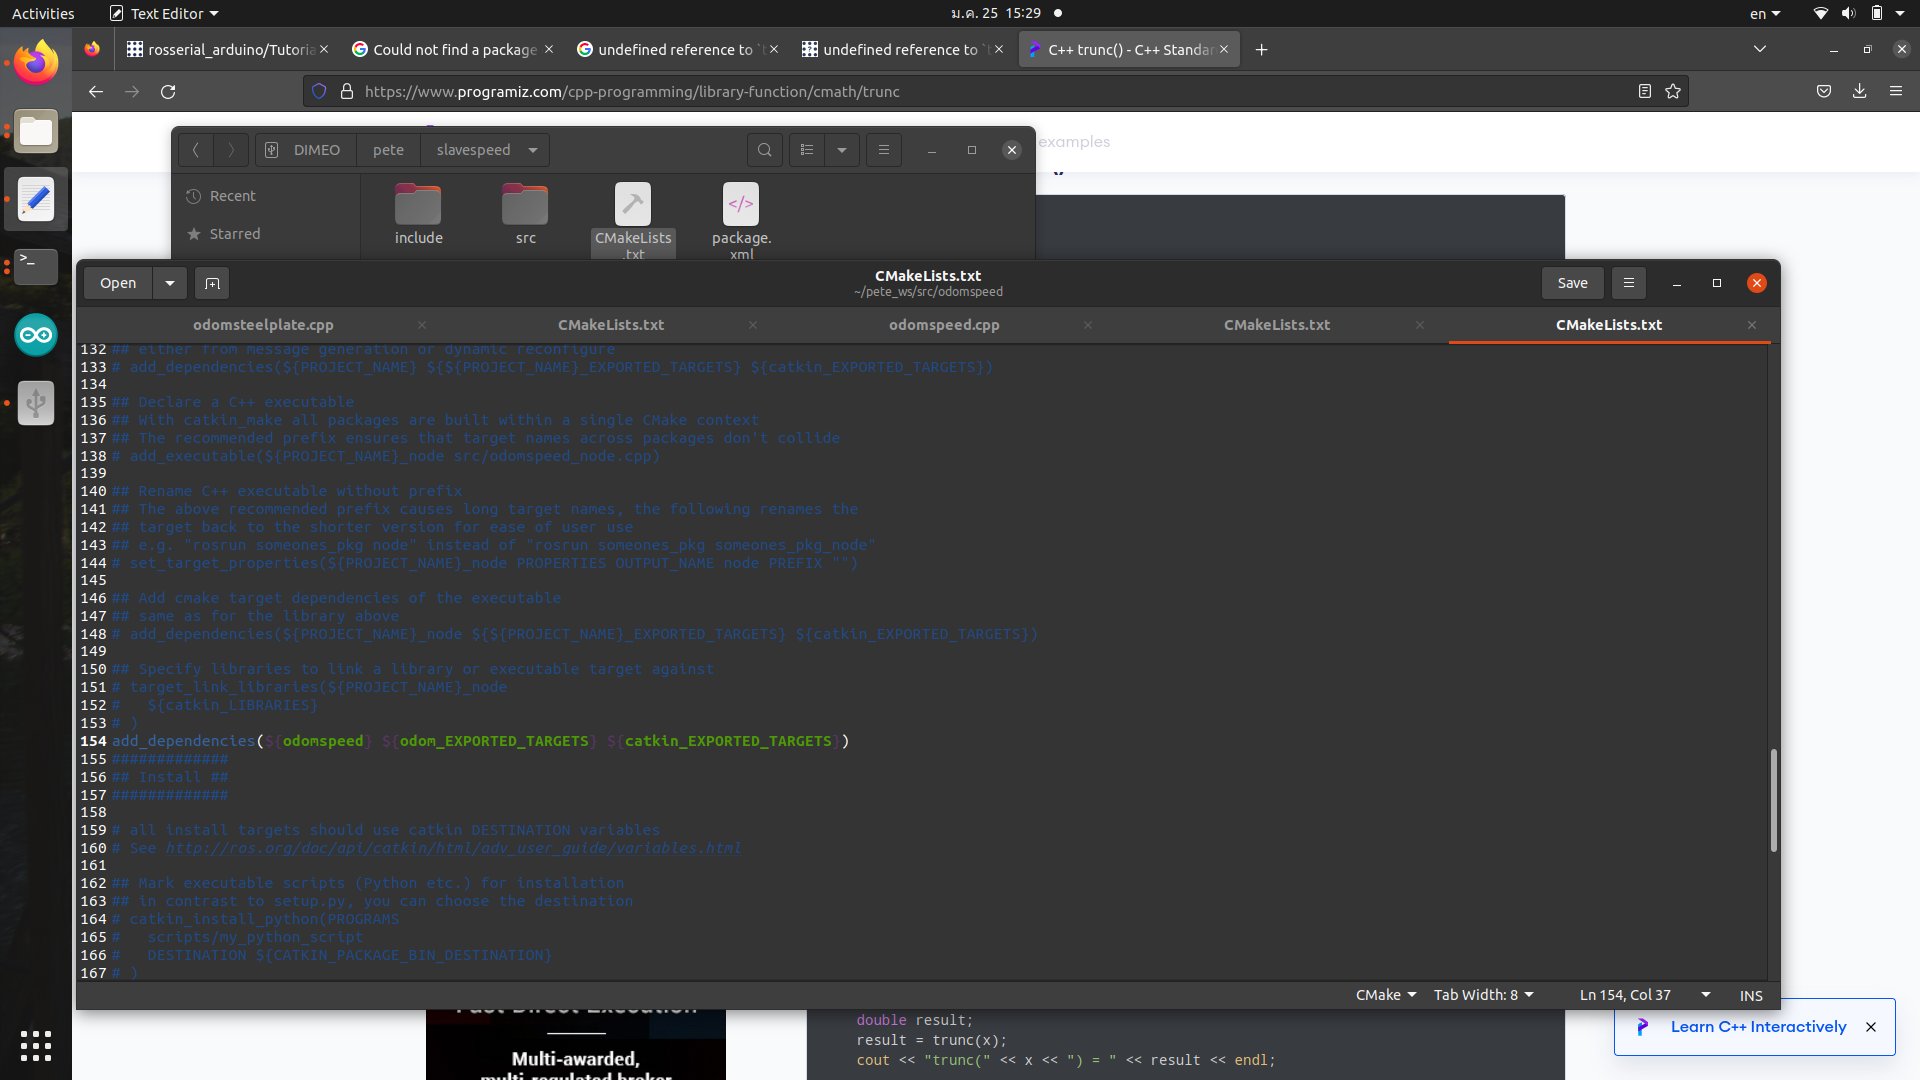 Activities
Text Editor
ม.ค. 25 15:29
en
rosserial_arduino/Tutoria
Could not find a package
undefined reference to `t
undefined reference to `t
C++ trunc() - C++ Standar
https://www.programiz.com/cpp-programming/library-function/cmath/trunc
examples
DIMEO
pete
slavespeed
Recent
Starred
include
src
CMakeLists
.txt
package.
xml
Open
CMakeLists.txt
~/pete_ws/src/odomspeed
Save
odomsteelplate.cpp
CMakeLists.txt
odomspeed.cpp
CMakeLists.txt
CMakeLists.txt
132 ## either from message generation or dynamic reconfigure
133 # add_dependencies(${PROJECT_NAME} ${${PROJECT_NAME}_EXPORTED_TARGETS} ${catkin_EXPORTED_TARGETS})
134
135 ## Declare a C++ executable
136 ## With catkin_make all packages are built within a single CMake context
137 ## The recommended prefix ensures that target names across packages don't collide
138 # add_executable(${PROJECT_NAME}_node src/odomspeed_node.cpp)
139
140 ## Rename C++ executable without prefix
141 ## The above recommended prefix causes long target names, the following renames the
142 ## target back to the shorter version for ease of user use
143 ## e.g. "rosrun someones_pkg node" instead of "rosrun someones_pkg someones_pkg_node"
144 # set_target_properties(${PROJECT_NAME}_node PROPERTIES OUTPUT_NAME node PREFIX "")
145
146 ## Add cmake target dependencies of the executable
147 ## same as for the library above
148 # add_dependencies(${PROJECT_NAME}_node ${${PROJECT_NAME}_EXPORTED_TARGETS} ${catkin_EXPORTED_TARGETS})
149
150 ## Specify libraries to link a library or executable target against
151 # target_link_libraries(${PROJECT_NAME}_node
152 #   ${catkin_LIBRARIES}
153 # )
154 add_dependencies(${odomspeed} ${odom_EXPORTED_TARGETS} ${catkin_EXPORTED_TARGETS})
155 #############
156 ## Install ##
157 #############
158
159 # all install targets should use catkin DESTINATION variables
160 # See http://ros.org/doc/api/catkin/html/adv_user_guide/variables.html
161
162 ## Mark executable scripts (Python etc.) for installation
163 ## in contrast to setup.py, you can choose the destination
164 # catkin_install_python(PROGRAMS
165 #   scripts/my_python_script
166 #   DESTINATION ${CATKIN_PACKAGE_BIN_DESTINATION}
167 # )
CMake
Tab Width: 8
Ln 154, Col 37
INS
Fast Direct Execution
Multi-awarded,
multi-regulated broker
double result;
result = trunc(x);
cout << "trunc(" << x << ") = " << result << endl;
Learn C++ Interactively